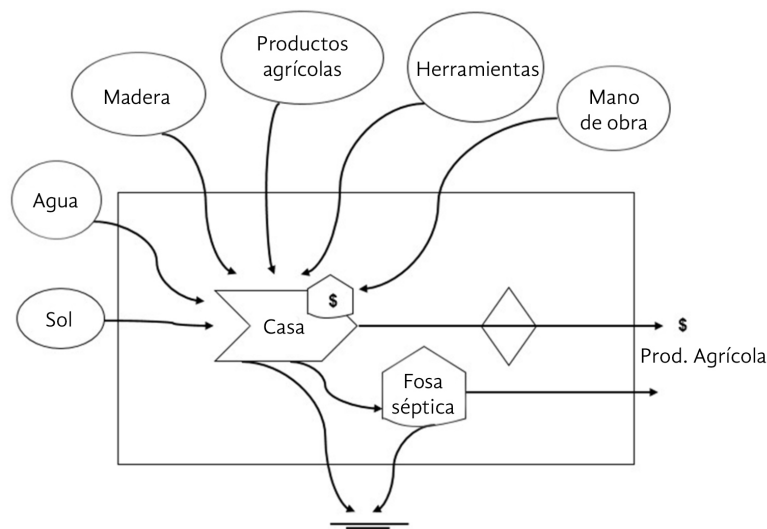 Productos
agrícolas
Herramientas
Madera
Mano
de obra
Agua
Sol
$
Casa
$
Prod. Agrícola
Fosa
séptica